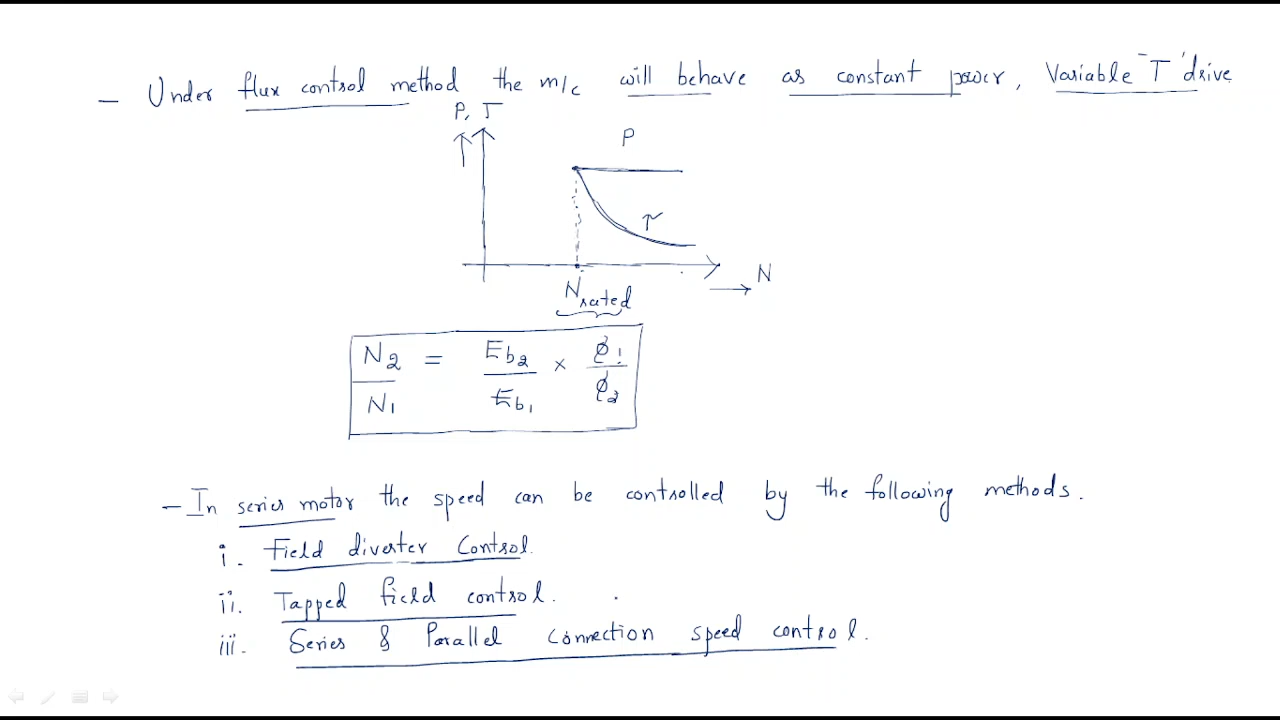 - Under flux control method the m/c will behave as constant power, Variable 'T' drive
P, T
P
T
N
Nrated
N2/N1 = Eb2/Eb1 × φ1/φ2
- In series motor the speed can be controlled by the following methods.
i. Field diverter Control.
ii. Tapped field control.
iii. Series & Parallel connection speed control.